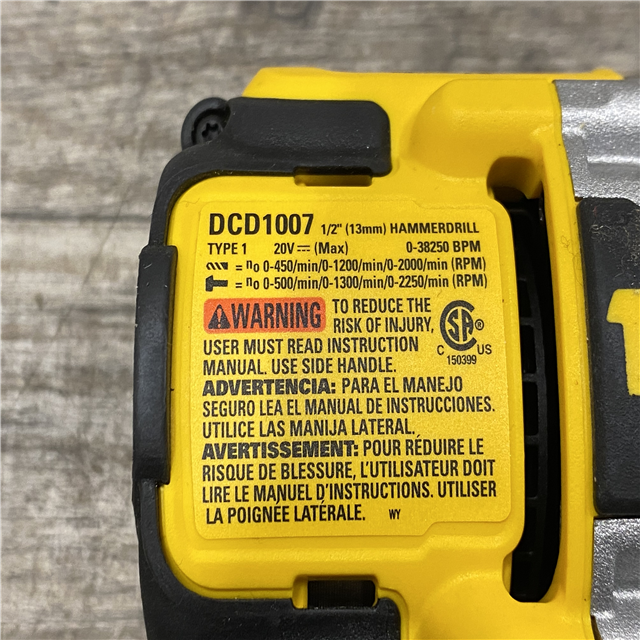 DCD1007 1/2" (13mm) HAMMERDRILL
TYPE 1 20V⎓(Max) 0-38250 BPM
= no 0-450/min/0-1200/min/0-2000/min (RPM)
= no 0-500/min/0-1300/min/0-2250/min (RPM)
⚠WARNING TO REDUCE THE
RISK OF INJURY,
USER MUST READ INSTRUCTION
MANUAL. USE SIDE HANDLE.
CSA ®
C US
150399
ADVERTENCIA: PARA EL MANEJO
SEGURO LEA EL MANUAL DE INSTRUCCIONES.
UTILICE LAS MANIJA LATERAL.
AVERTISSEMENT: POUR RÉDUIRE LE
RISQUE DE BLESSURE, L'UTILISATEUR DOIT
LIRE LE MANUEL D'INSTRUCTIONS. UTILISER
LA POIGNÉE LATÉRALE. WY